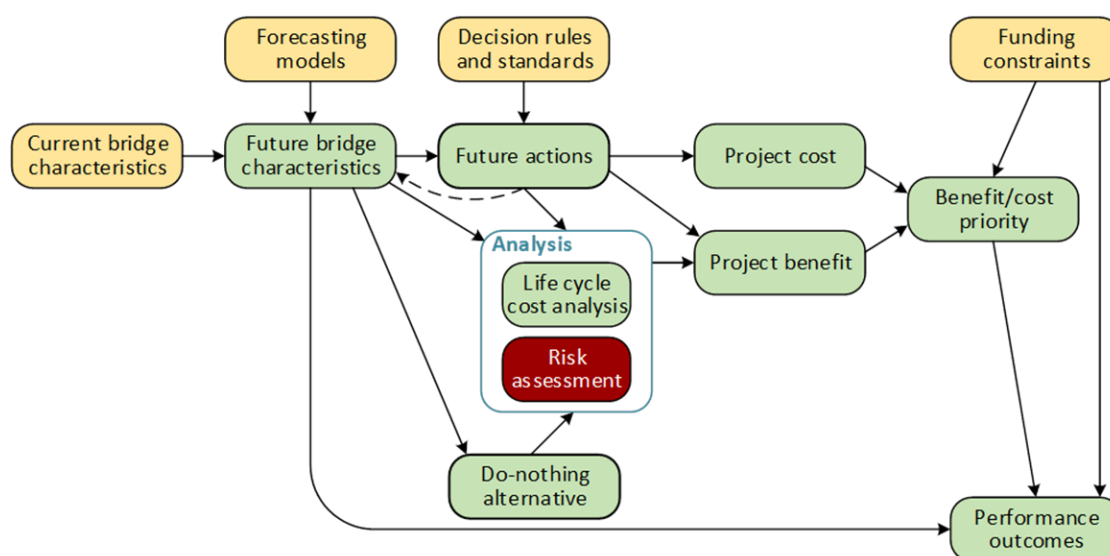 Forecasting
models
Decision rules
and standards
Funding
constraints
Current bridge
characteristics
Future bridge
characteristics
Future actions
Project cost
Benefit/cost
priority
Analysis
Project benefit
Life cycle
cost analysis
Risk
assessment
Do-nothing
alternative
Performance
outcomes